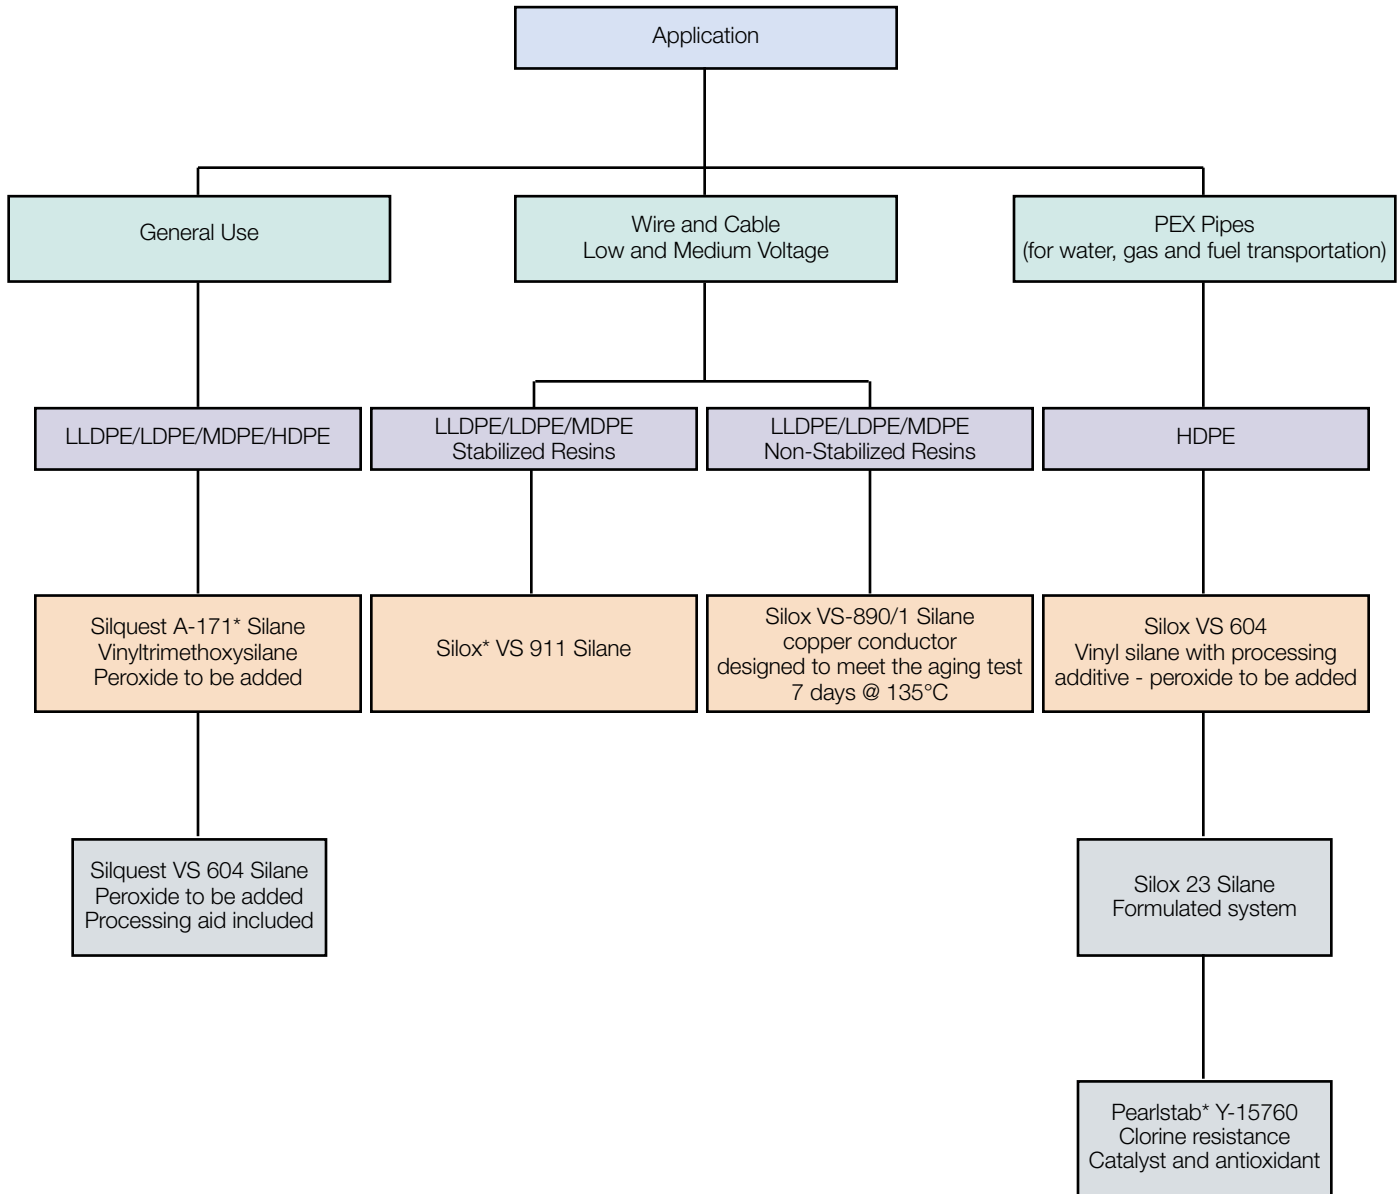 Application
General Use
Wire and Cable
Low and Medium Voltage
PEX Pipes
(for water, gas and fuel transportation)
LLDPE/LDPE/MDPE/HDPE
LLDPE/LDPE/MDPE
Stabilized Resins
LLDPE/LDPE/MDPE
Non-Stabilized Resins
HDPE
Silquest A-171* Silane
Vinyltrimethoxysilane
Peroxide to be added
Silox* VS 911 Silane
Silox VS-890/1 Silane
copper conductor
designed to meet the aging test
7 days @ 135°C
Silox VS 604
Vinyl silane with processing
additive - peroxide to be added
Silquest VS 604 Silane
Peroxide to be added
Processing aid included
Silox 23 Silane
Formulated system
Pearlstab* Y-15760
Clorine resistance
Catalyst and antioxidant